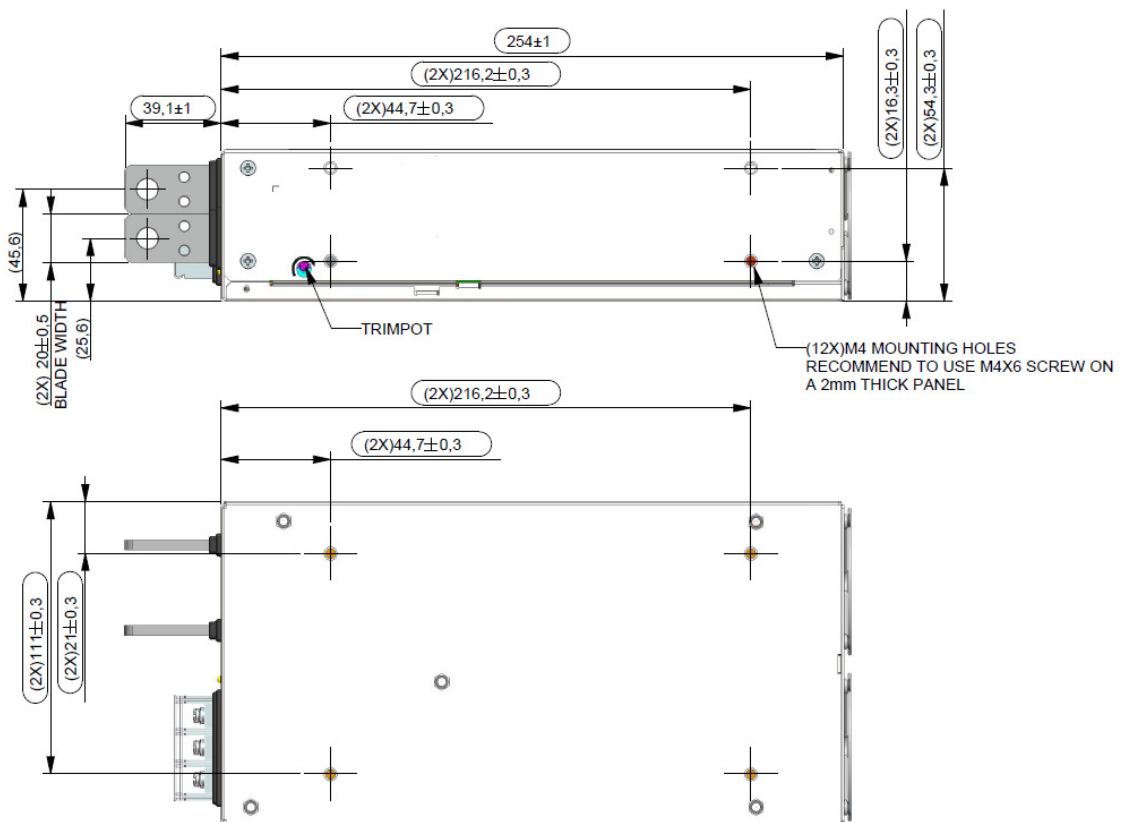 254±1
(2X)216,2±0,3
39,1±1
(2X)44,7±0,3
(2X)16,3±0,3
(2X)54,3±0,3
(45,6)
(2X) 20±0,5
BLADE WIDTH
(25,6)
TRIMPOT
(12X)M4 MOUNTING HOLES
RECOMMEND TO USE M4X6 SCREW ON
A 2mm THICK PANEL
(2X)216,2±0,3
(2X)44,7±0,3
(2X)111±0,3
(2X)21±0,3